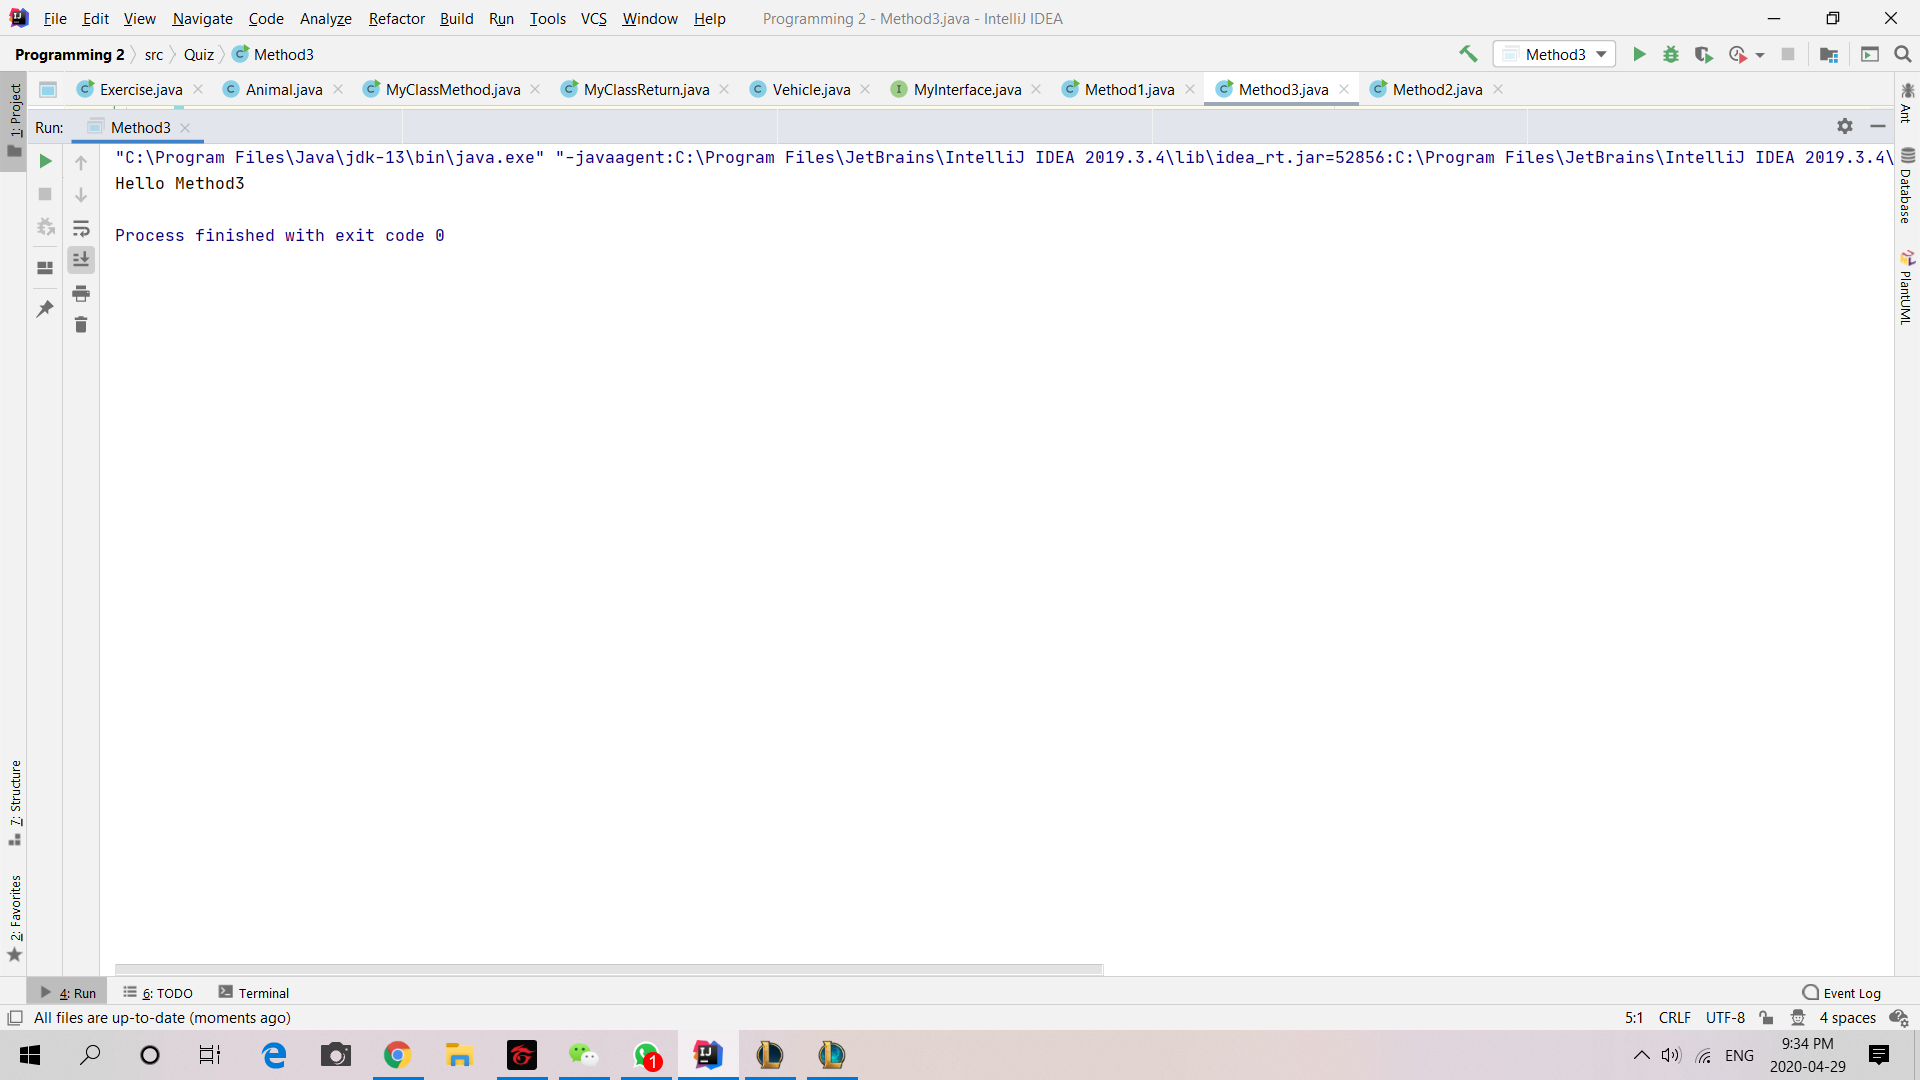 File Edit View Navigate Code Analyze Refactor Build Run Tools VCS Window Help Programming 2 - Method3.java - IntelliJ IDEA
Programming 2 src Quiz Method3 Method3
Exercise.java Animal.java MyClassMethod.java MyClassReturn.java Vehicle.java MyInterface.java Method1.java Method3.java Method2.java
1: Project
Ant
Run: Method3
"C:\Program Files\Java\jdk-13\bin\java.exe" "-javaagent:C:\Program Files\JetBrains\IntelliJ IDEA 2019.3.4\lib\idea_rt.jar=52856:C:\Program Files\JetBrains\IntelliJ IDEA 2019.3.4\
Hello Method3
Process finished with exit code 0
Database
PlantUML
7: Structure
2: Favorites
4: Run 6: TODO Terminal Event Log
All files are up-to-date (moments ago) 5:1 CRLF UTF-8 4 spaces
1 ENG 9:34 PM
2020-04-29